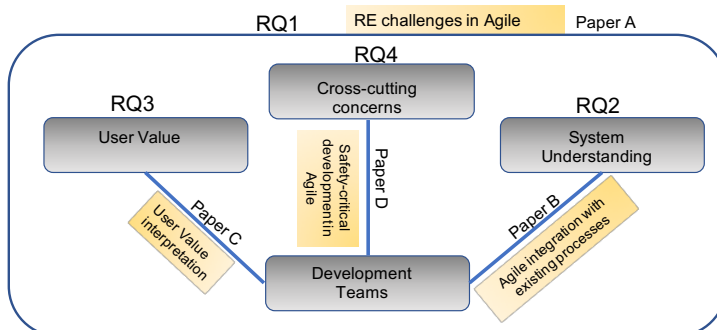 RQ1
RE challenges in Agile
Paper A
RQ4
Cross-cutting
concerns
RQ3
User Value
RQ2
System
Understanding
Safety-critical
development in
Agile
Paper D
Paper C
User Value
interpretation
Paper B
Agile integration with
existing processes
Development
Teams